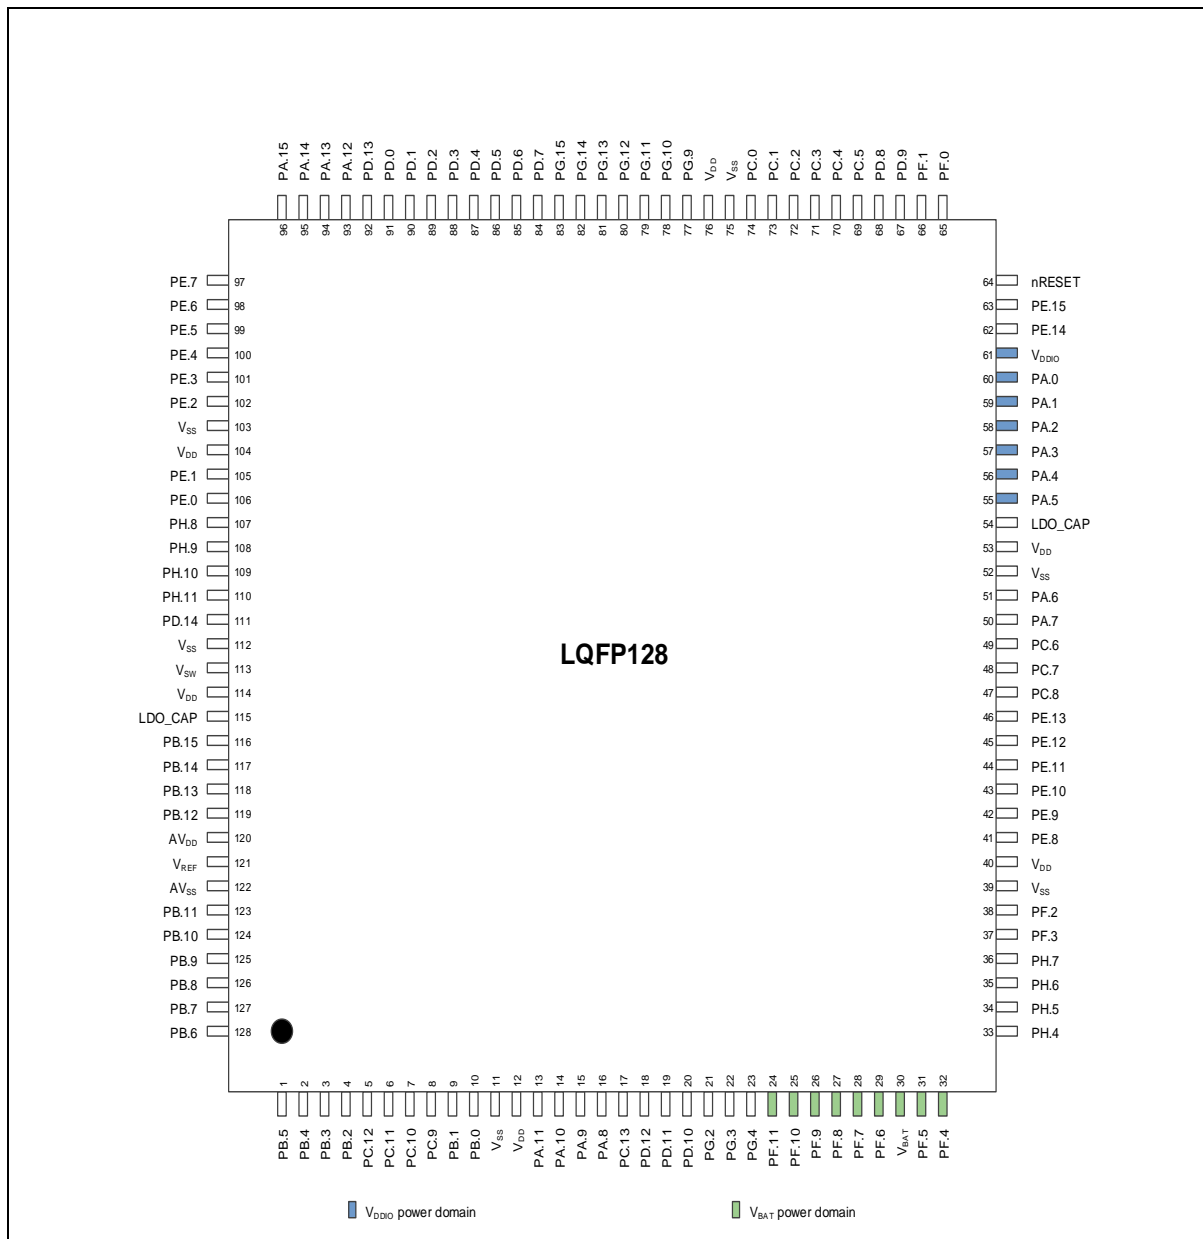 PA.15
PA.14
PA.13
PA.12
PD.13
PD.0
PD.1
PD.2
PD.3
PD.4
PD.5
PD.6
PD.7
PG.15
PG.14
PG.13
PG.12
PG.11
PG.10
PG.9
VDD
VSS
PC.0
PC.1
PC.2
PC.3
PC.4
PC.5
PD.8
PD.9
PF.1
PF.0
96
95
94
93
92
91
90
89
88
87
86
85
84
83
82
81
80
79
78
77
76
75
74
73
72
71
70
69
68
67
66
65
PE.7 97
PE.6 98
PE.5 99
PE.4 100
PE.3 101
PE.2 102
VSS 103
VDD 104
PE.1 105
PE.0 106
PH.8 107
PH.9 108
PH.10 109
PH.11 110
PD.14 111
VSS 112
VSW 113
VDD 114
LDO_CAP 115
PB.15 116
PB.14 117
PB.13 118
PB.12 119
AVDD 120
VREF 121
AVSS 122
PB.11 123
PB.10 124
PB.9 125
PB.8 126
PB.7 127
PB.6 128
LQFP128
64 nRESET
63 PE.15
62 PE.14
61 VDDIO
60 PA.0
59 PA.1
58 PA.2
57 PA.3
56 PA.4
55 PA.5
54 LDO_CAP
53 VDD
52 VSS
51 PA.6
50 PA.7
49 PC.6
48 PC.7
47 PC.8
46 PE.13
45 PE.12
44 PE.11
43 PE.10
42 PE.9
41 PE.8
40 VDD
39 VSS
38 PF.2
37 PF.3
36 PH.7
35 PH.6
34 PH.5
33 PH.4
1
2
3
4
5
6
7
8
9
10
11
12
13
14
15
16
17
18
19
20
21
22
23
24
25
26
27
28
29
30
31
32
PB.5
PB.4
PB.3
PB.2
PC.12
PC.11
PC.10
PC.9
PB.1
PB.0
VSS
VDD
PA.11
PA.10
PA.9
PA.8
PC.13
PD.12
PD.11
PD.10
PG.2
PG.3
PG.4
PF.11
PF.10
PF.9
PF.8
PF.7
PF.6
VBAT
PF.5
PF.4
VDDIO power domain
VBAT power domain